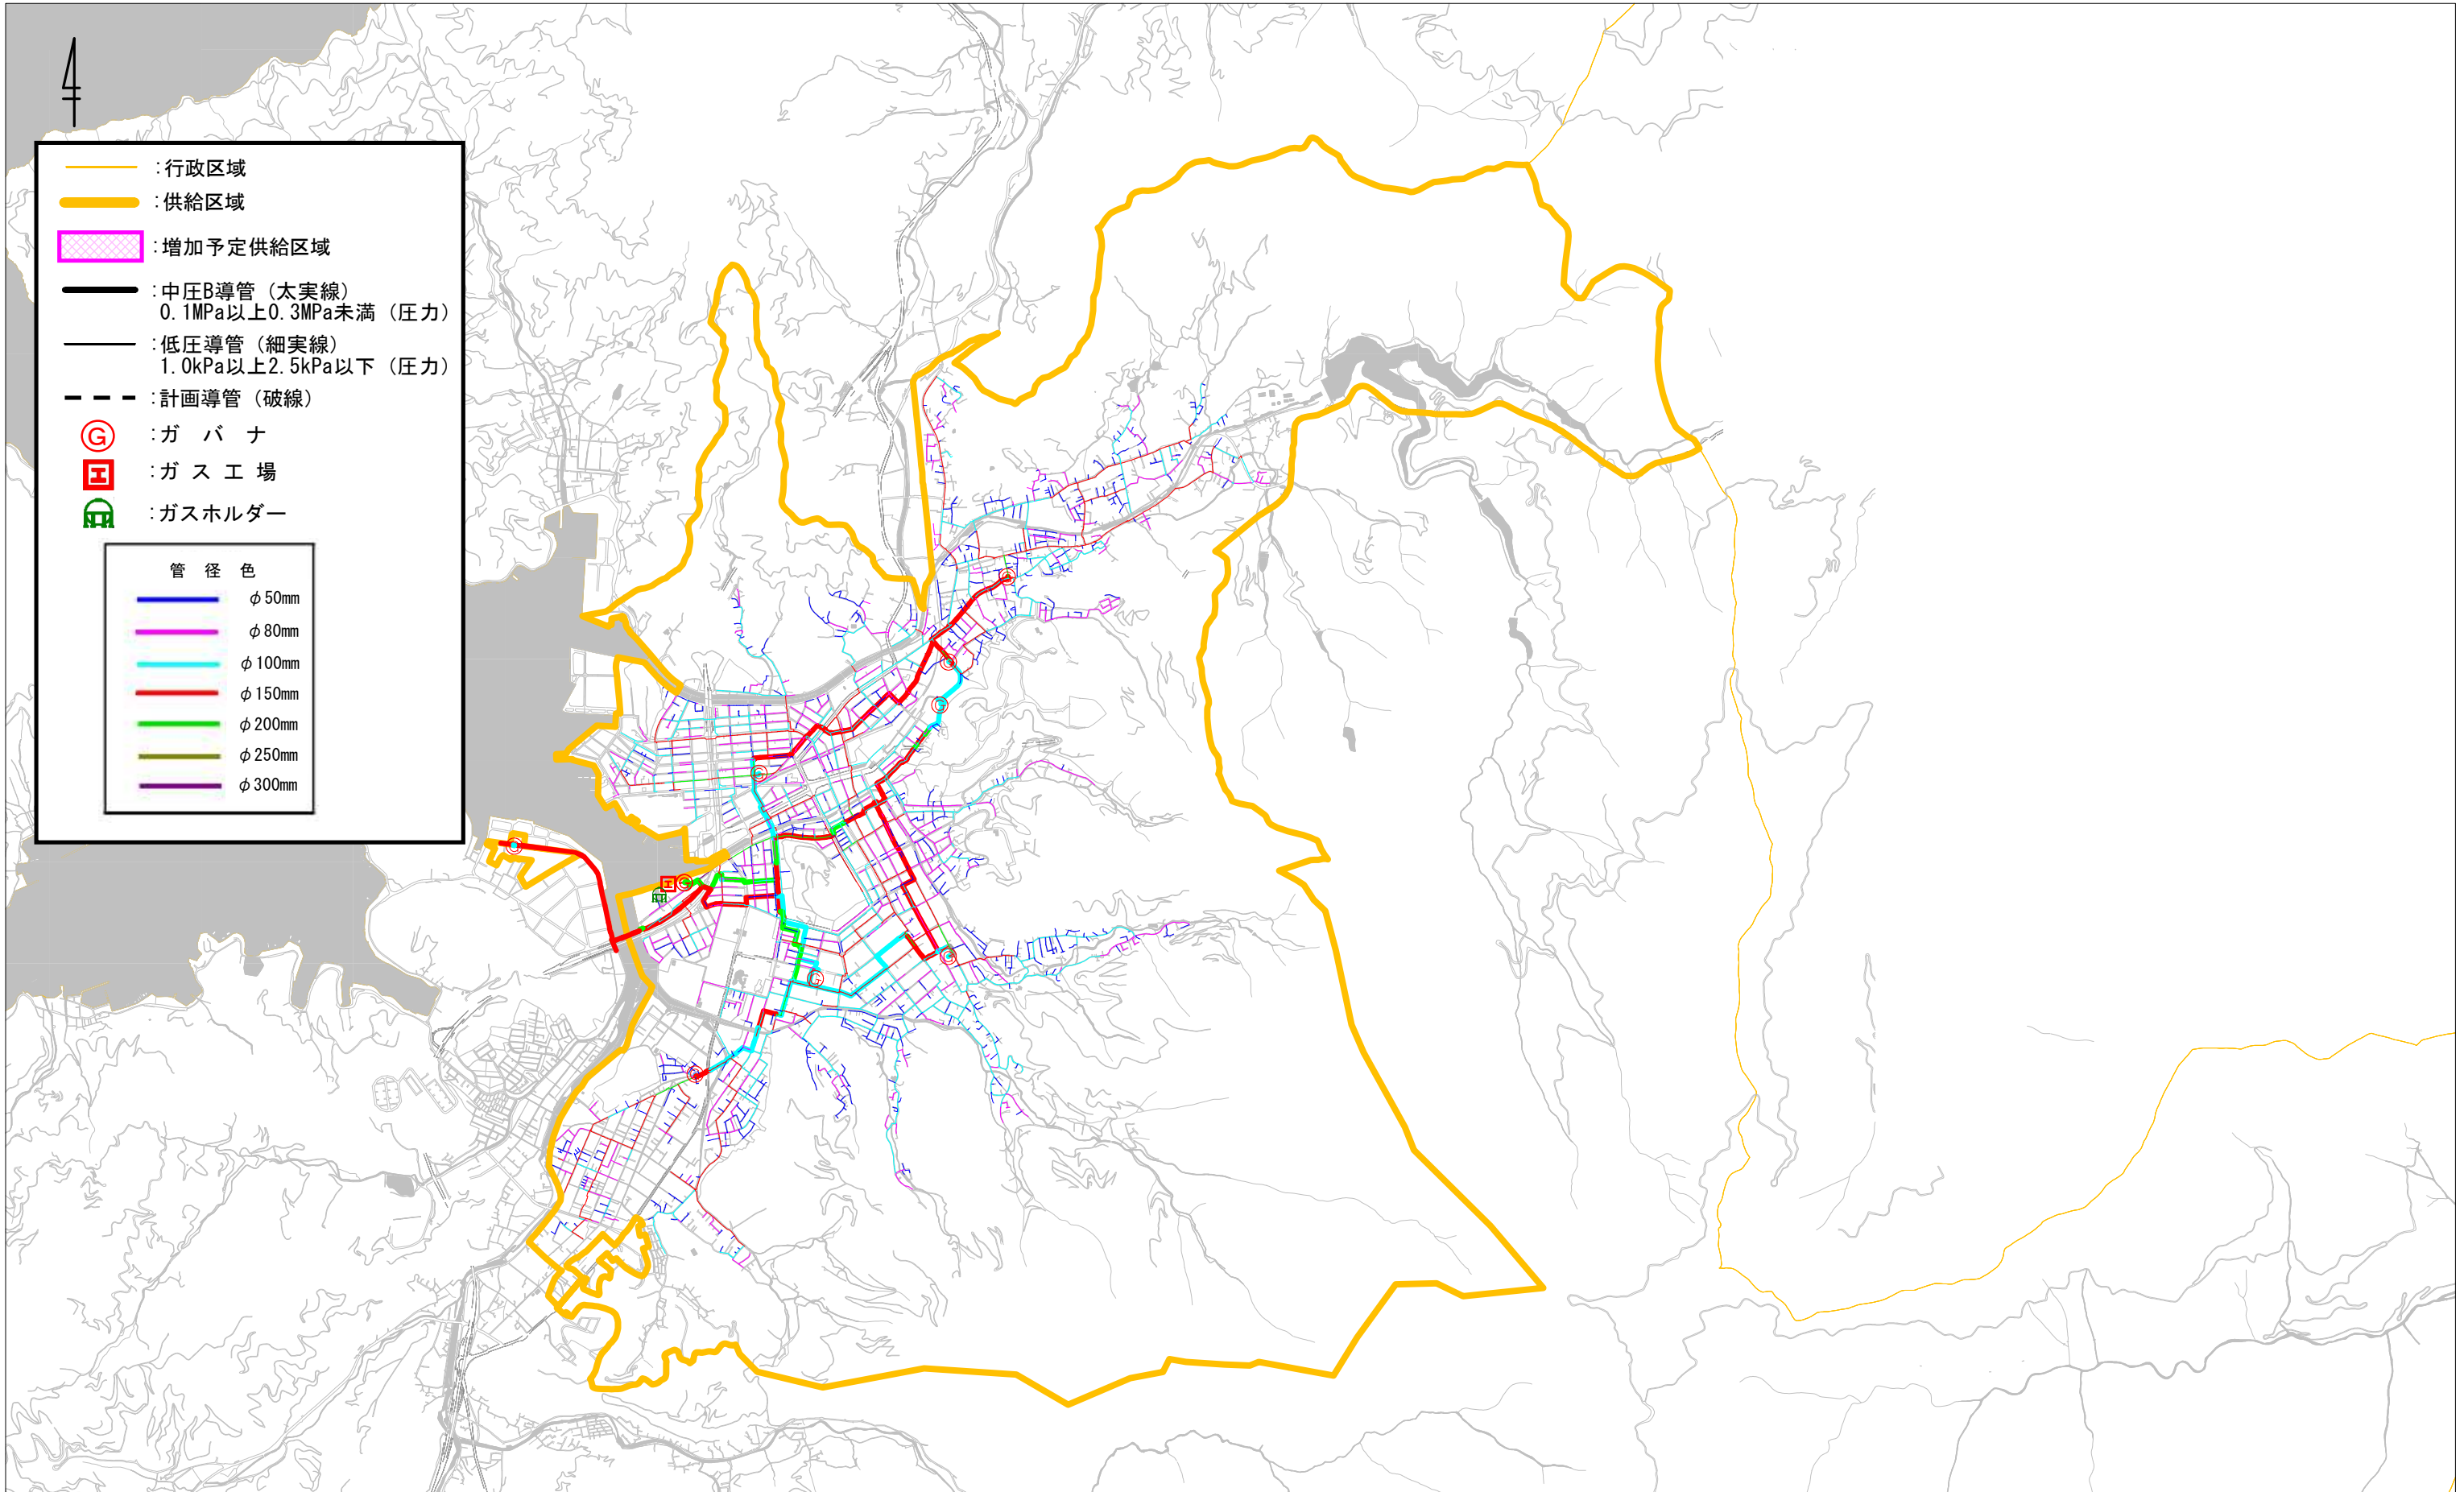 :行政区域
:供給区域
:増加予定供給区域
:中圧B導管（太実線）
0.1MPa以上0.3MPa未満（圧力）
:低圧導管（細実線）
1.0kPa以上2.5kPa以下（圧力）
:計画導管（破線）
G :ガ バ ナ
工 :ガ ス 工 場
:ガスホルダー
管 径 色
φ50mm
φ80mm
φ100mm
φ150mm
φ200mm
φ250mm
φ300mm
G
G
G
G
G
工 G
G
G
G